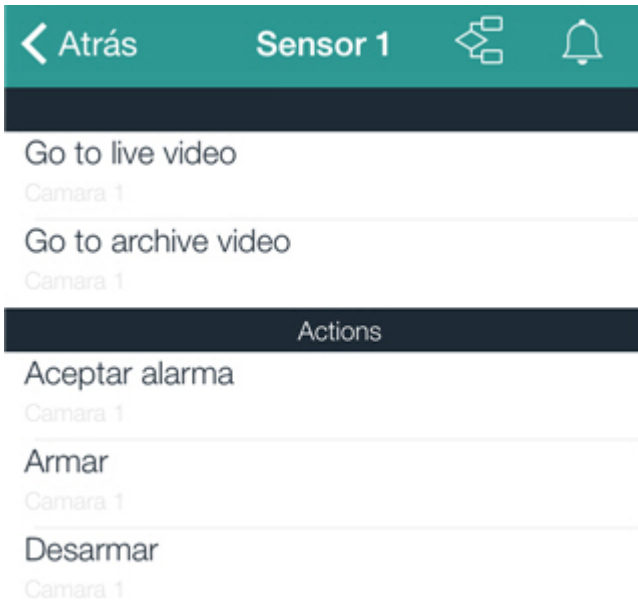 Atrás
Sensor 1
Go to live video
Camara 1
Go to archive video
Camara 1
Actions
Aceptar alarma
Camara 1
Armar
Camara 1
Desarmar
Camara 1